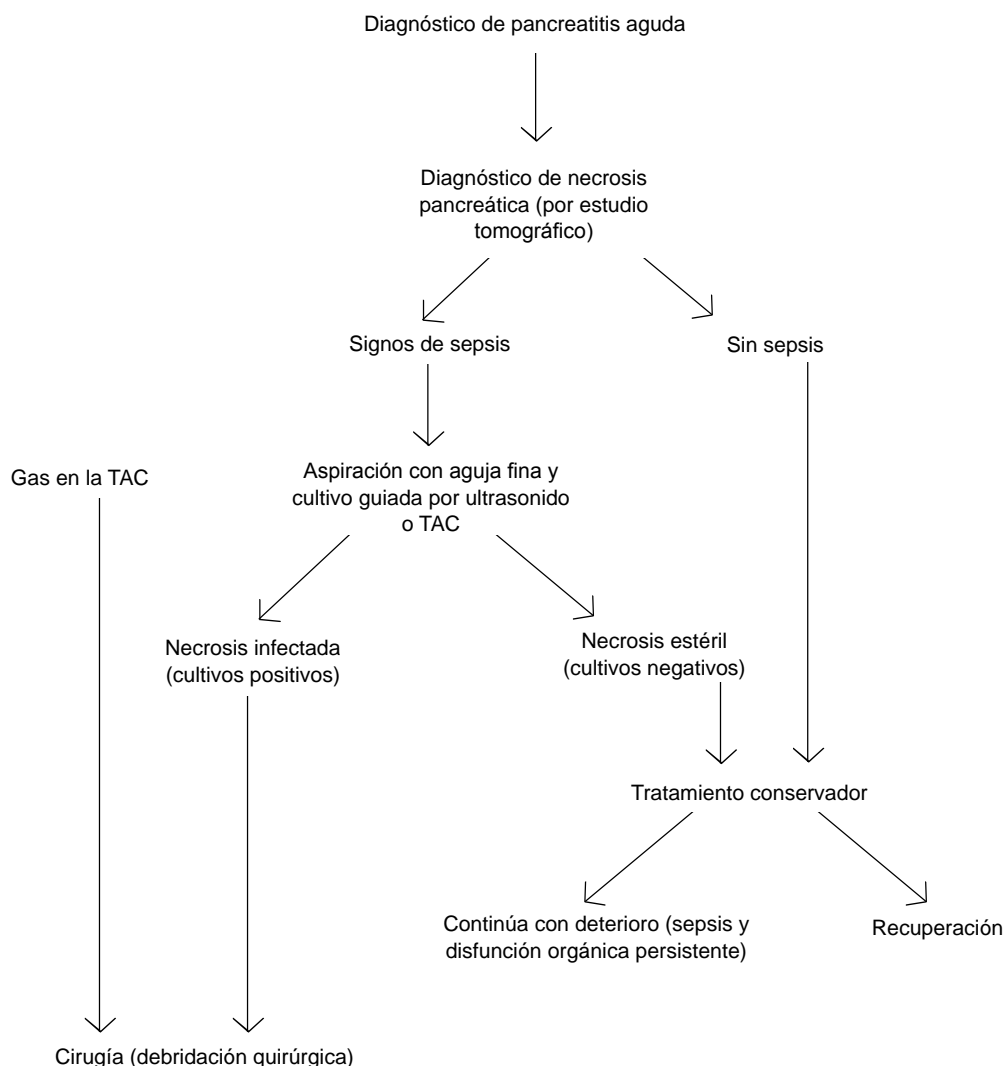 Diagnóstico de pancreatitis aguda
Diagnóstico de necrosis
pancreática (por estudio
tomográfico)
Signos de sepsis
Sin sepsis
Gas en la TAC
Aspiración con aguja fina y
cultivo guiada por ultrasonido
o TAC
Necrosis infectada
(cultivos positivos)
Necrosis estéril
(cultivos negativos)
Tratamiento conservador
Continúa con deterioro (sepsis y
disfunción orgánica persistente)
Recuperación
Cirugía (debridación quirúrgica)